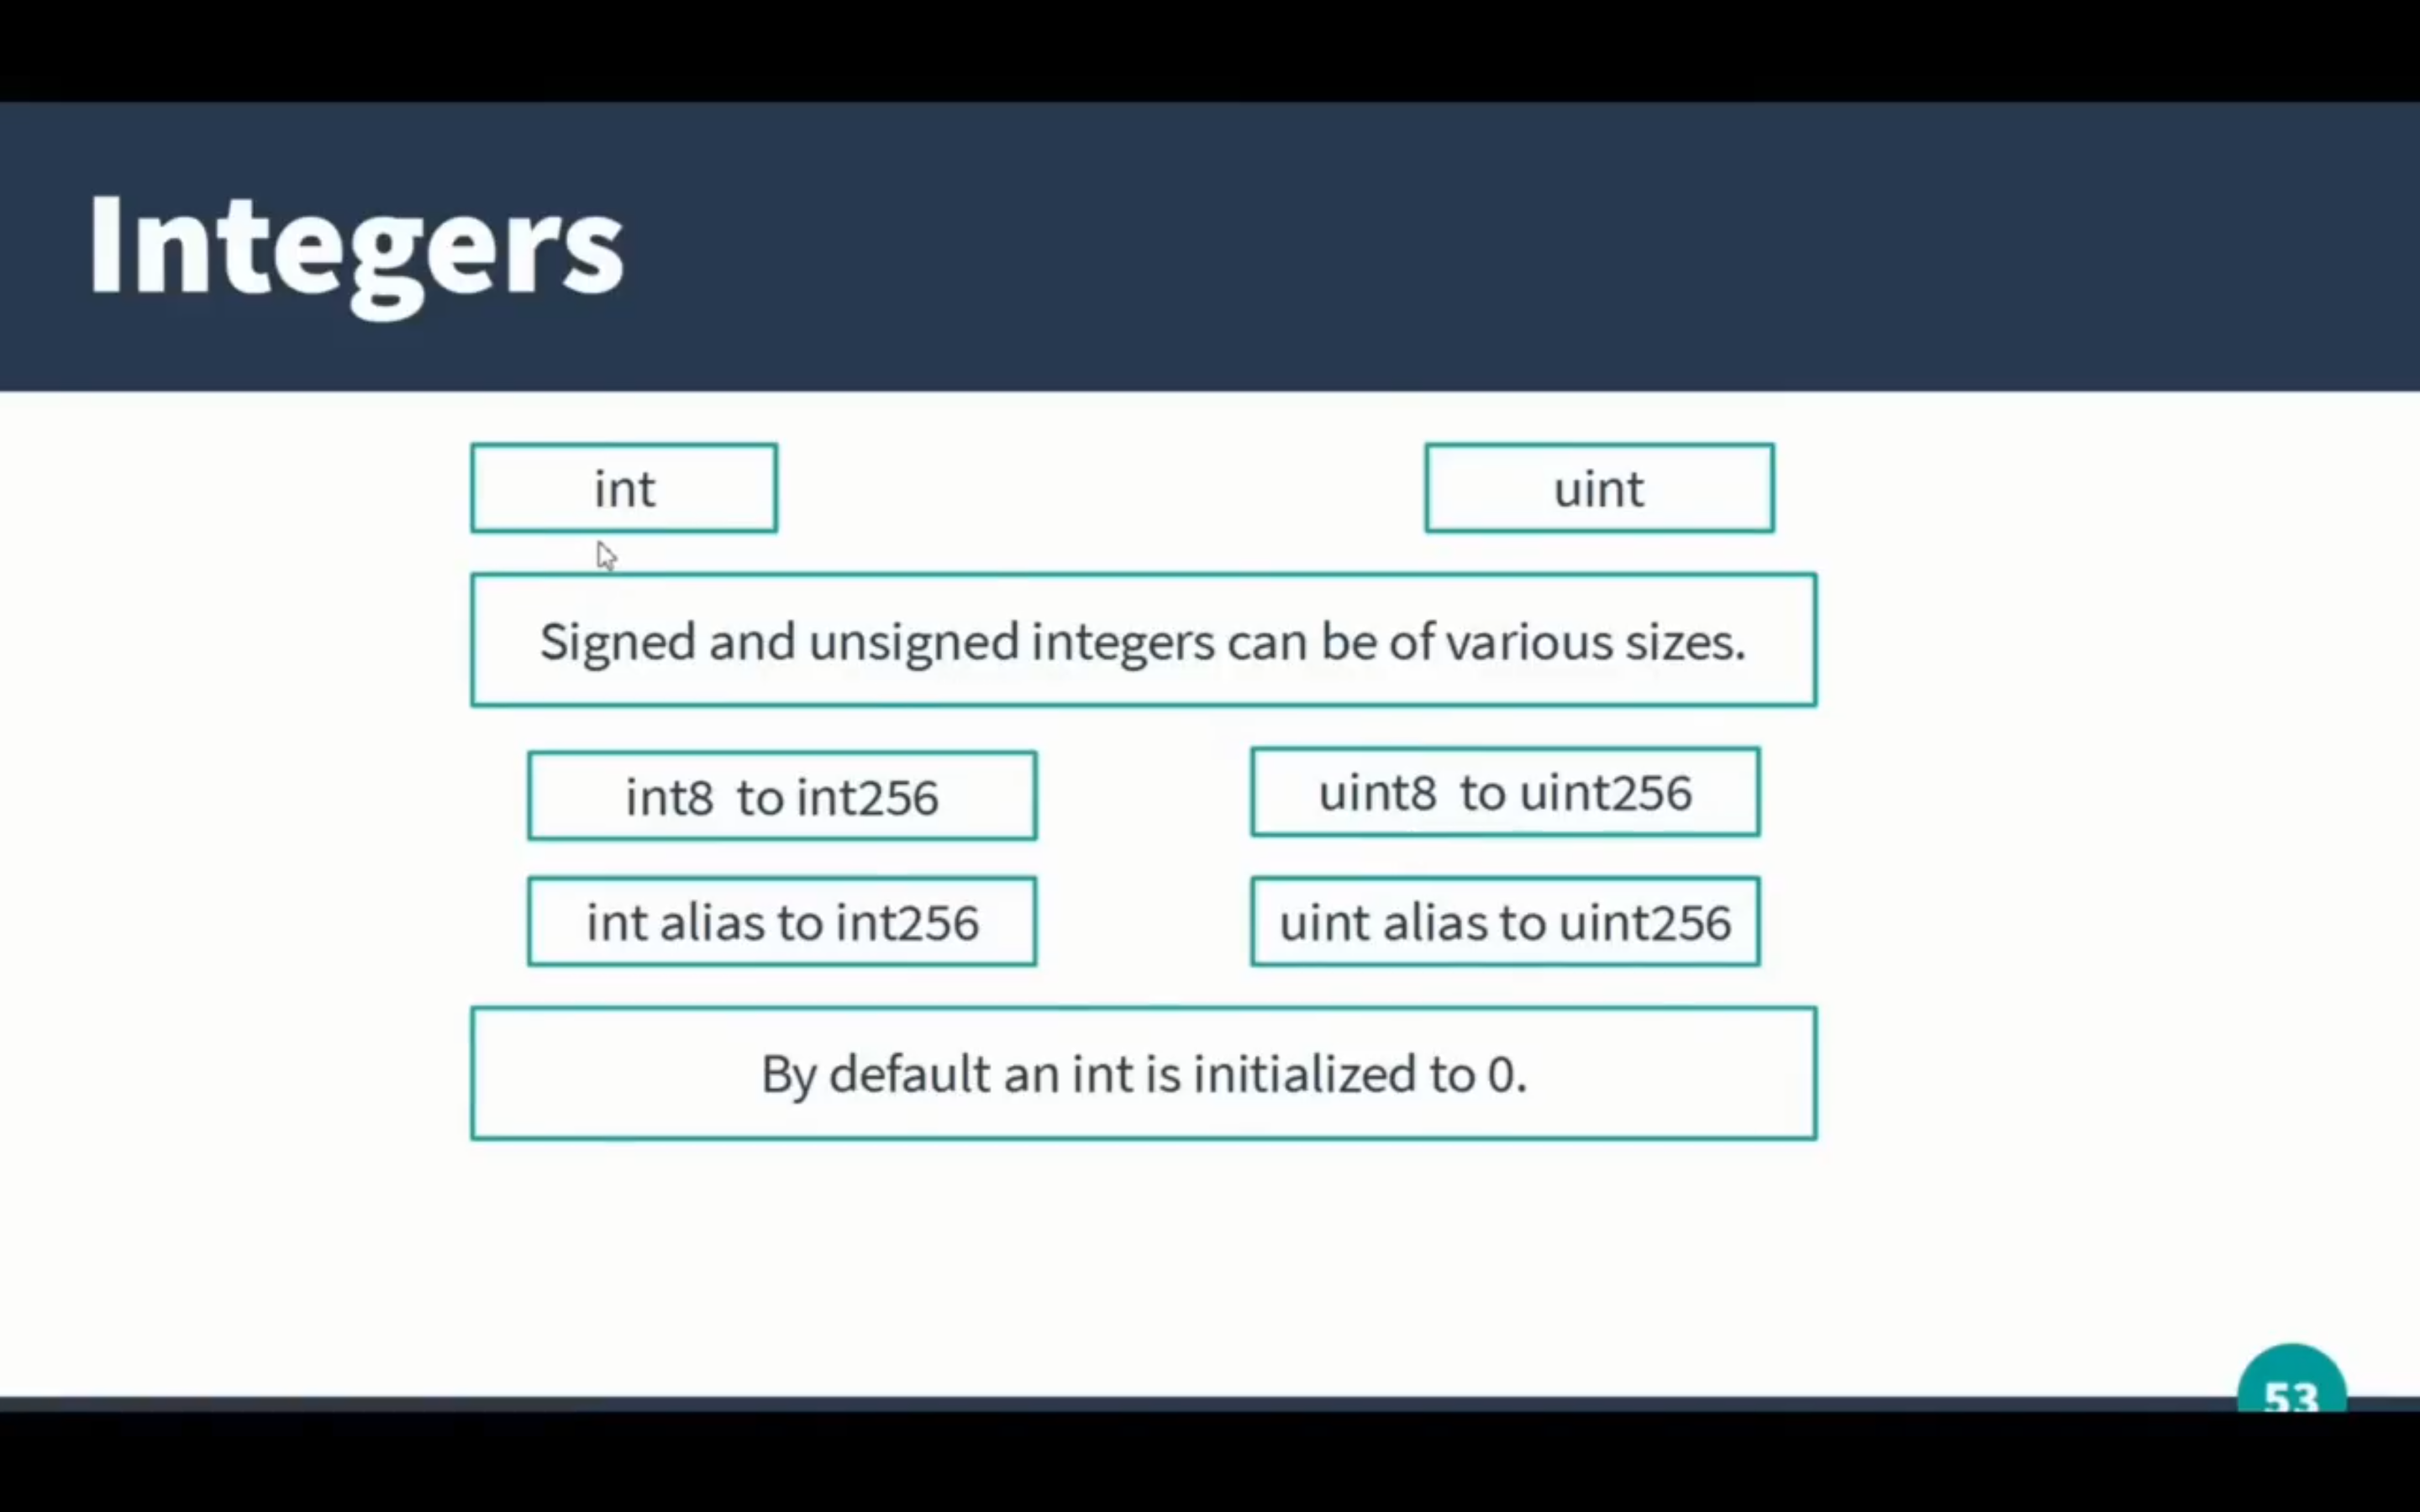 Integers
int
uint
Signed and unsigned integers can be of various sizes.
int8  to int256
uint8  to uint256
int alias to int256
uint alias to uint256
By default an int is initialized to 0.
53